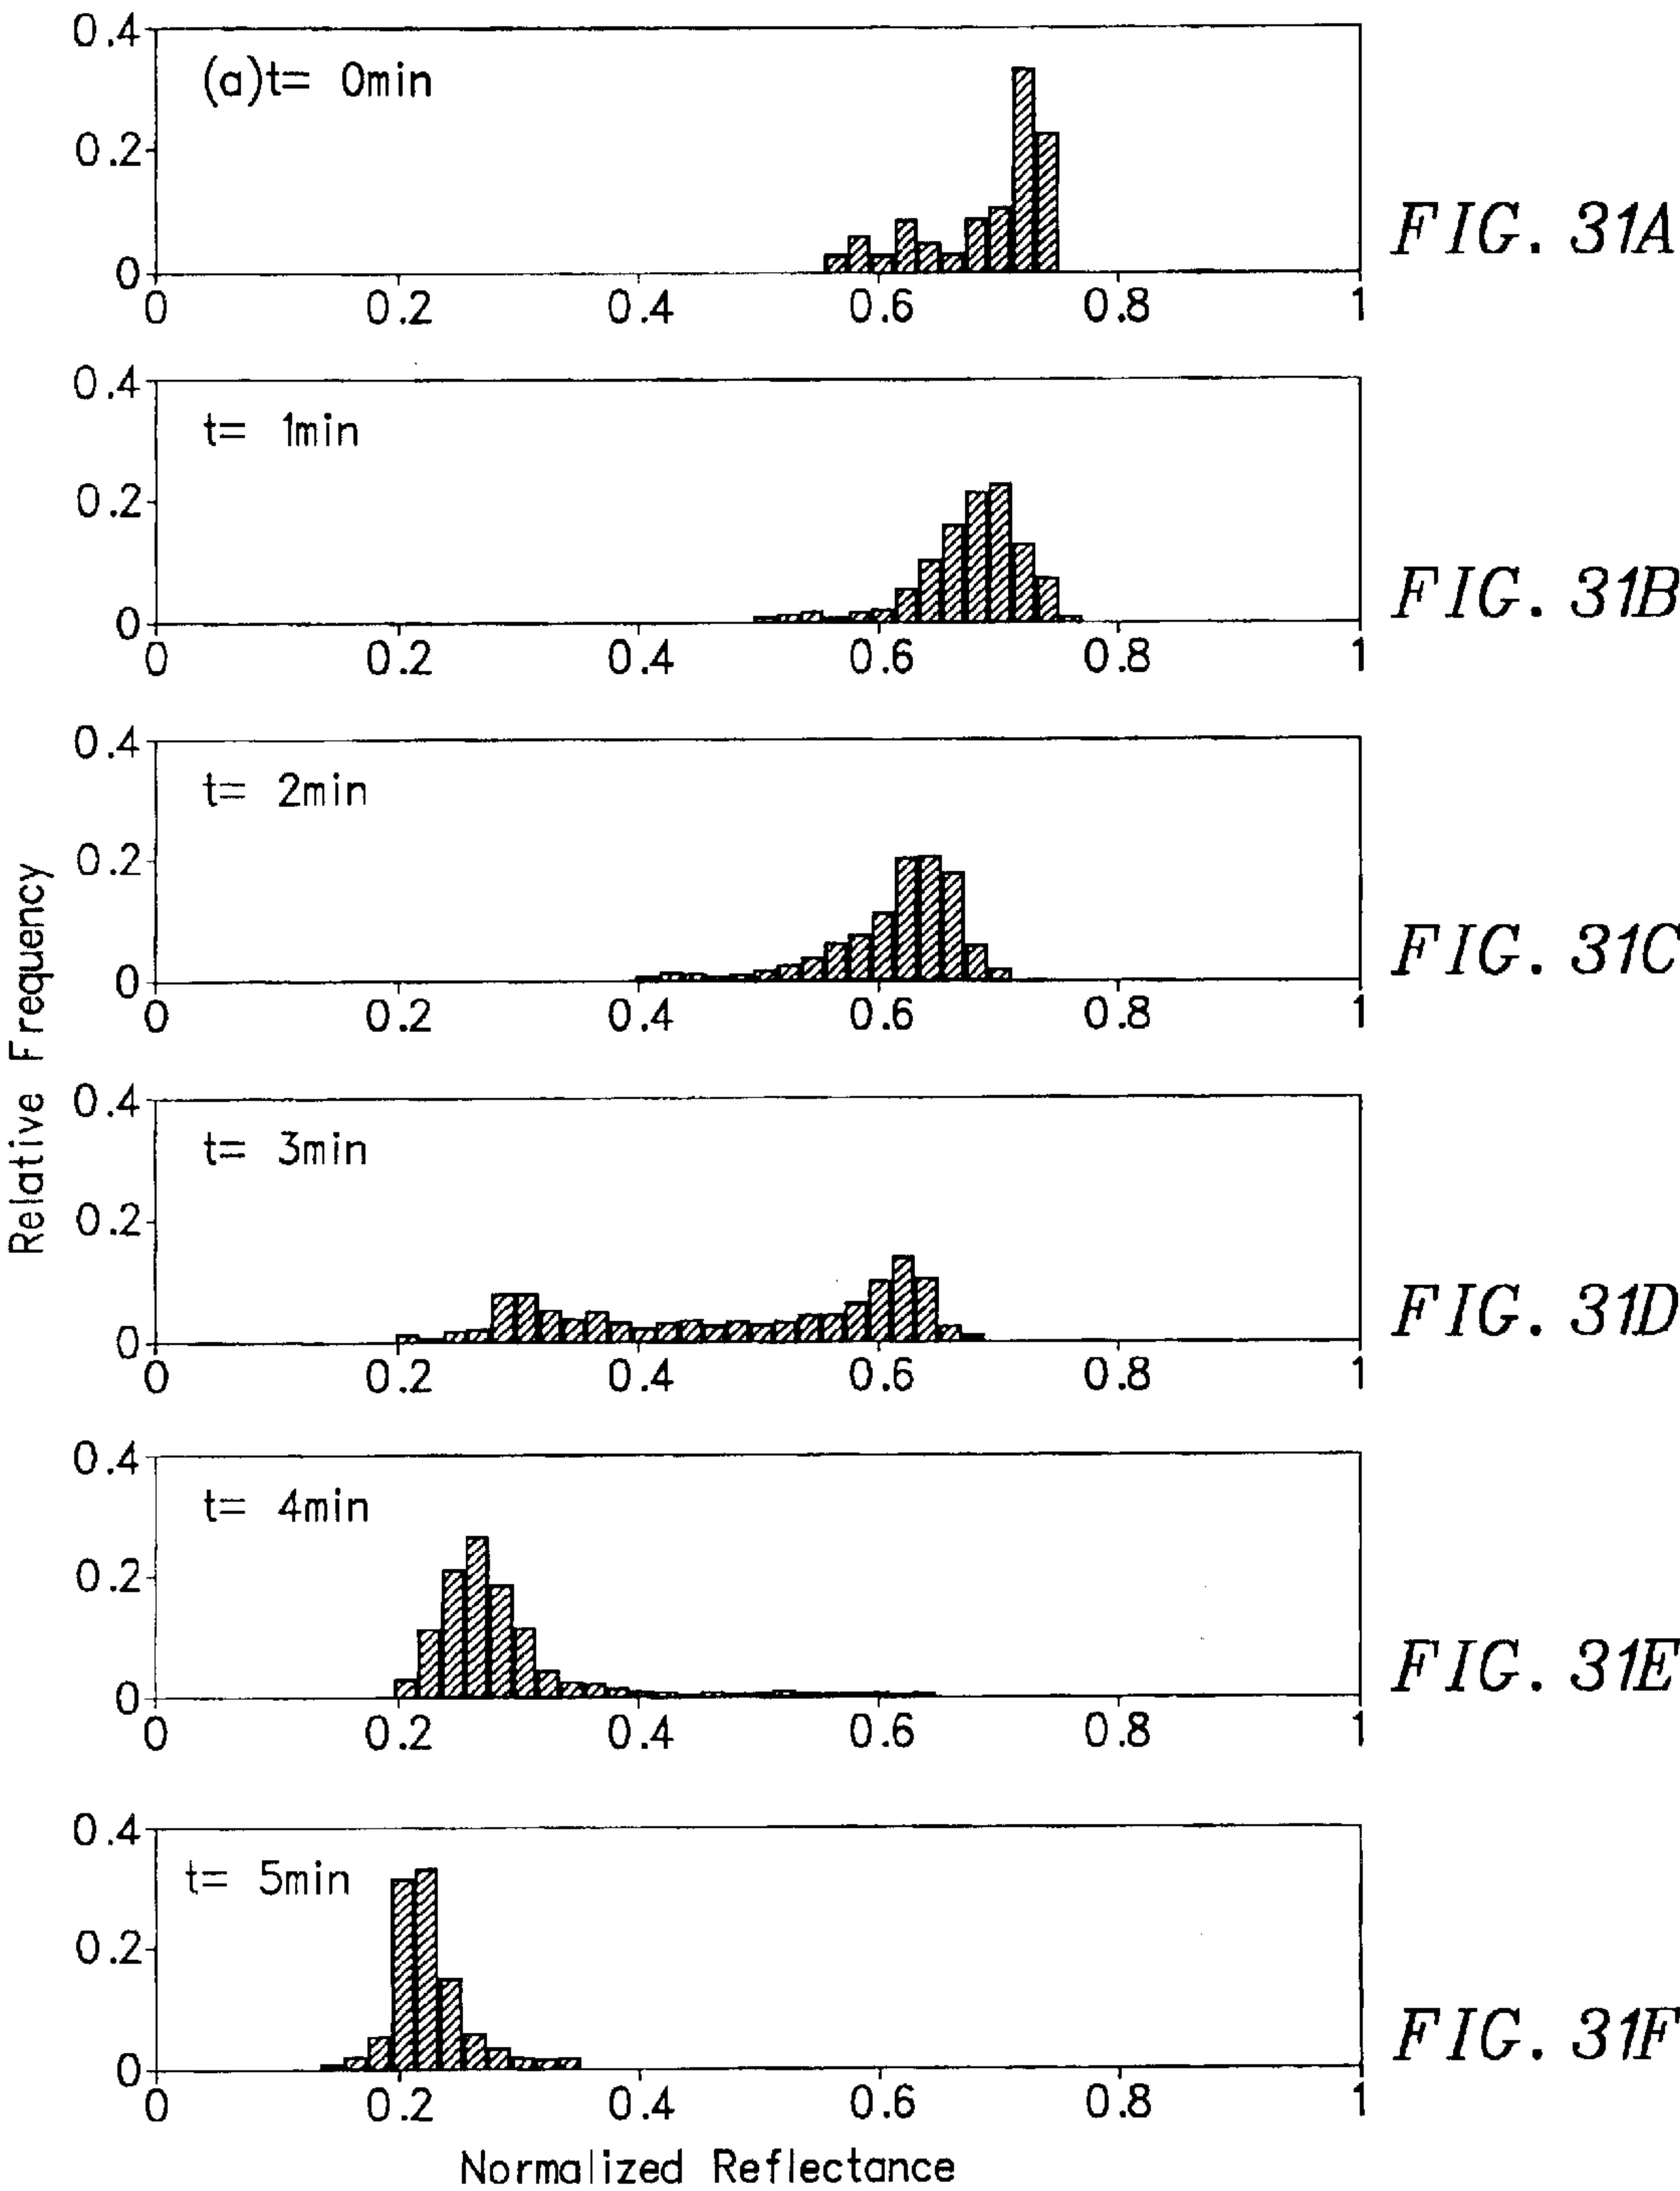 0.4
(a)t= 0min
0.2
0
0 0.2 0.4 0.6 0.8 1
FIG. 31A
0.4
t= 1min
0.2
0
0 0.2 0.4 0.6 0.8 1
FIG. 31B
0.4
t= 2min
0.2
0
0 0.2 0.4 0.6 0.8 1
FIG. 31C
Relative Frequency
0.4
t= 3min
0.2
0
0 0.2 0.4 0.6 0.8 1
FIG. 31D
0.4
t= 4min
0.2
0
0 0.2 0.4 0.6 0.8 1
FIG. 31E
0.4
t= 5min
0.2
0
0 0.2 0.4 0.6 0.8 1
FIG. 31F
Normalized Reflectance